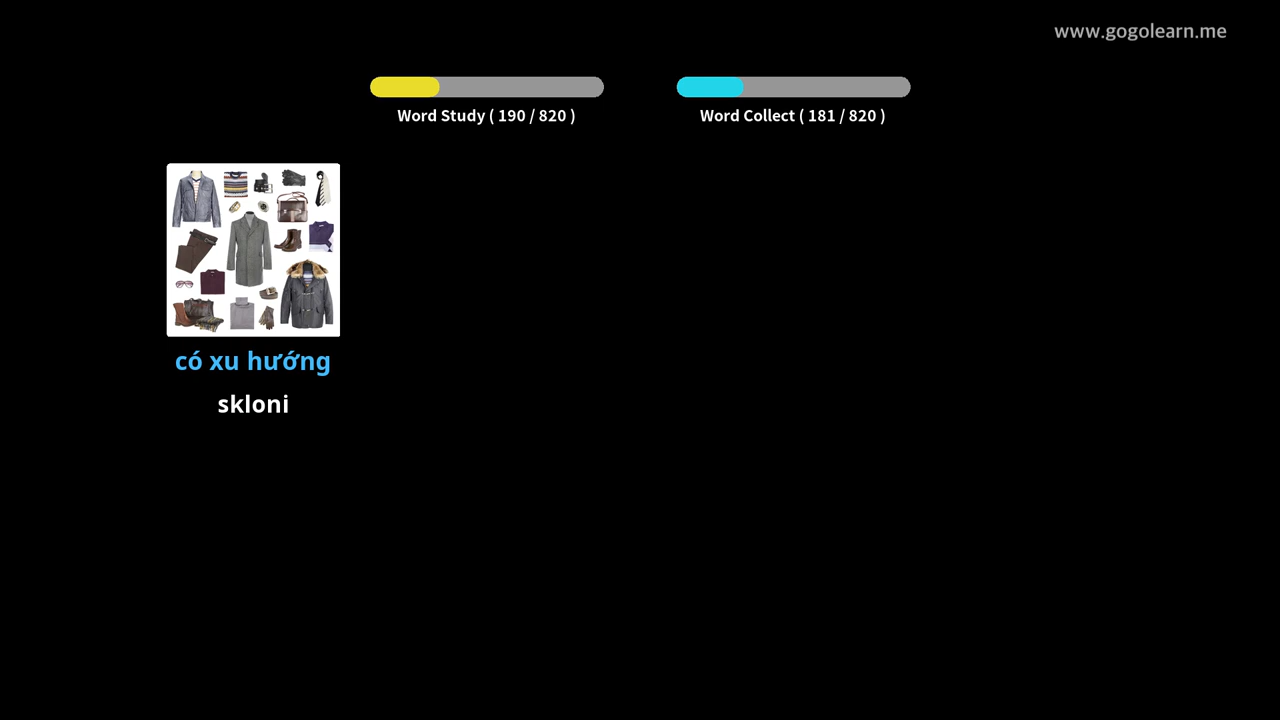 www.gogolearn.me
Word Study ( 190 / 820 )
Word Collect ( 181 / 820 )
có xu hướng
skloni